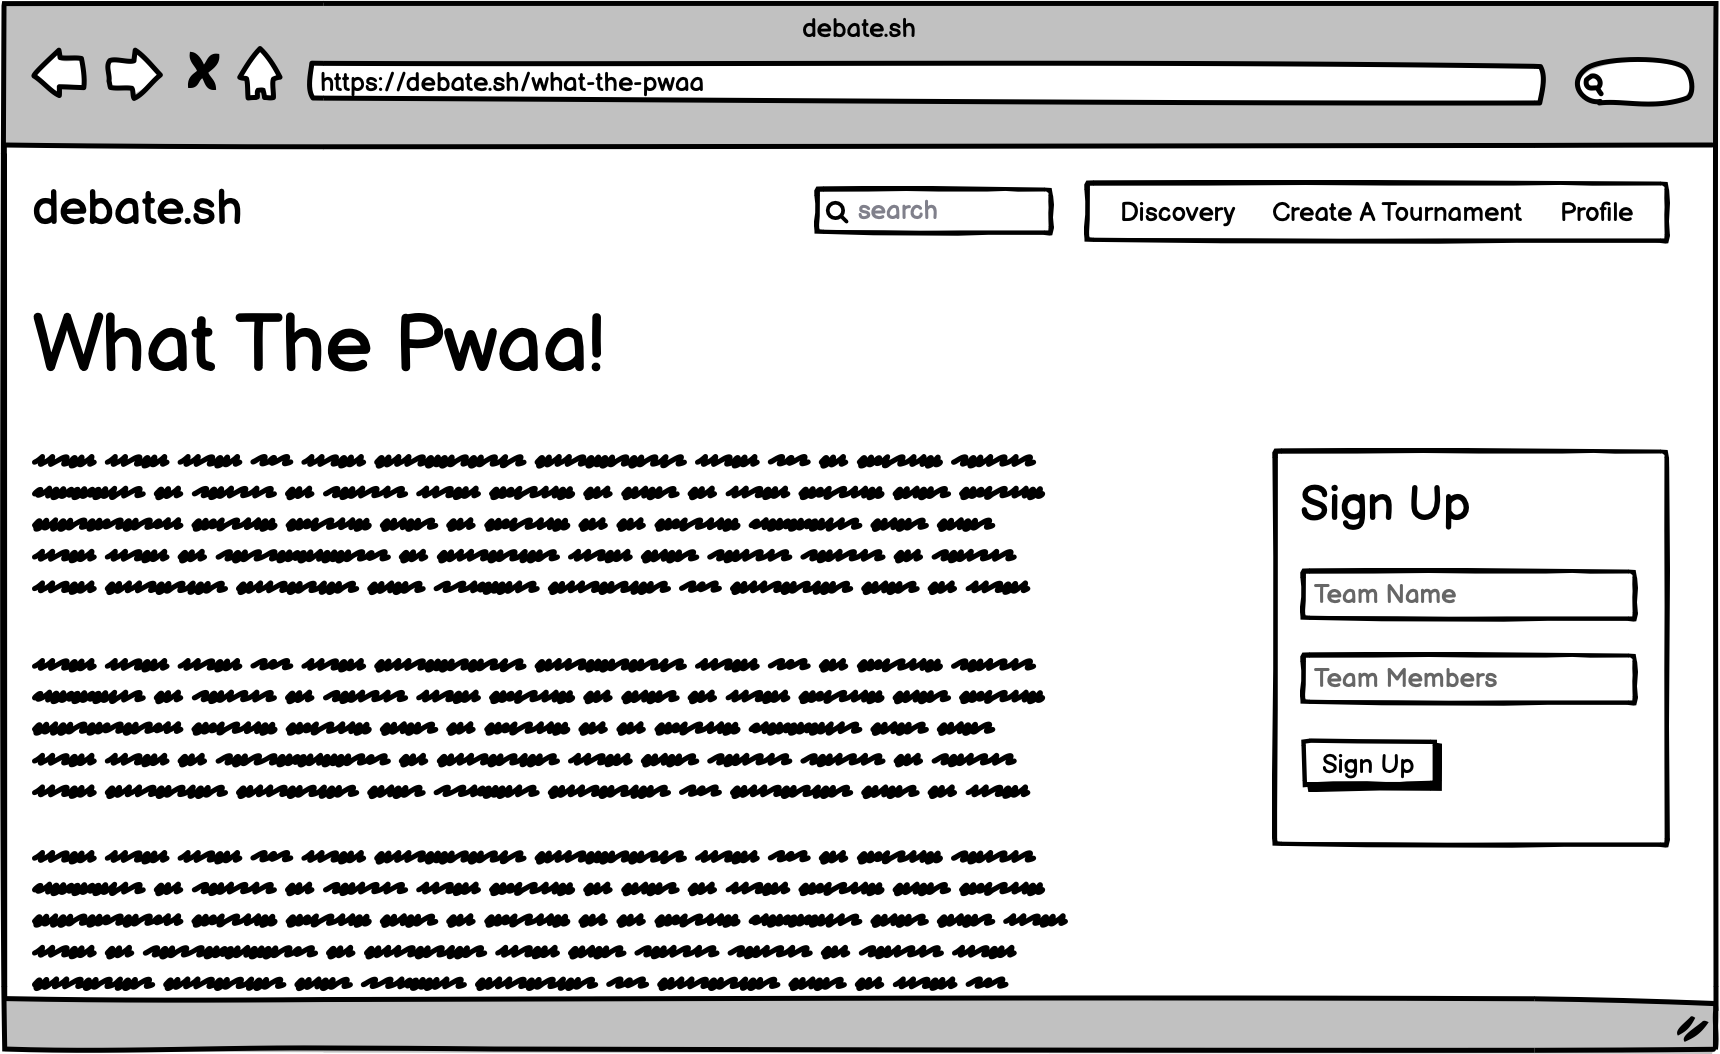 debate.sh
https://debate.sh/what-the-pwaa
debate.sh
search
Discovery Create A Tournament Profile
What The Pwaa!
Sign Up
Team Name
Team Members
Sign Up